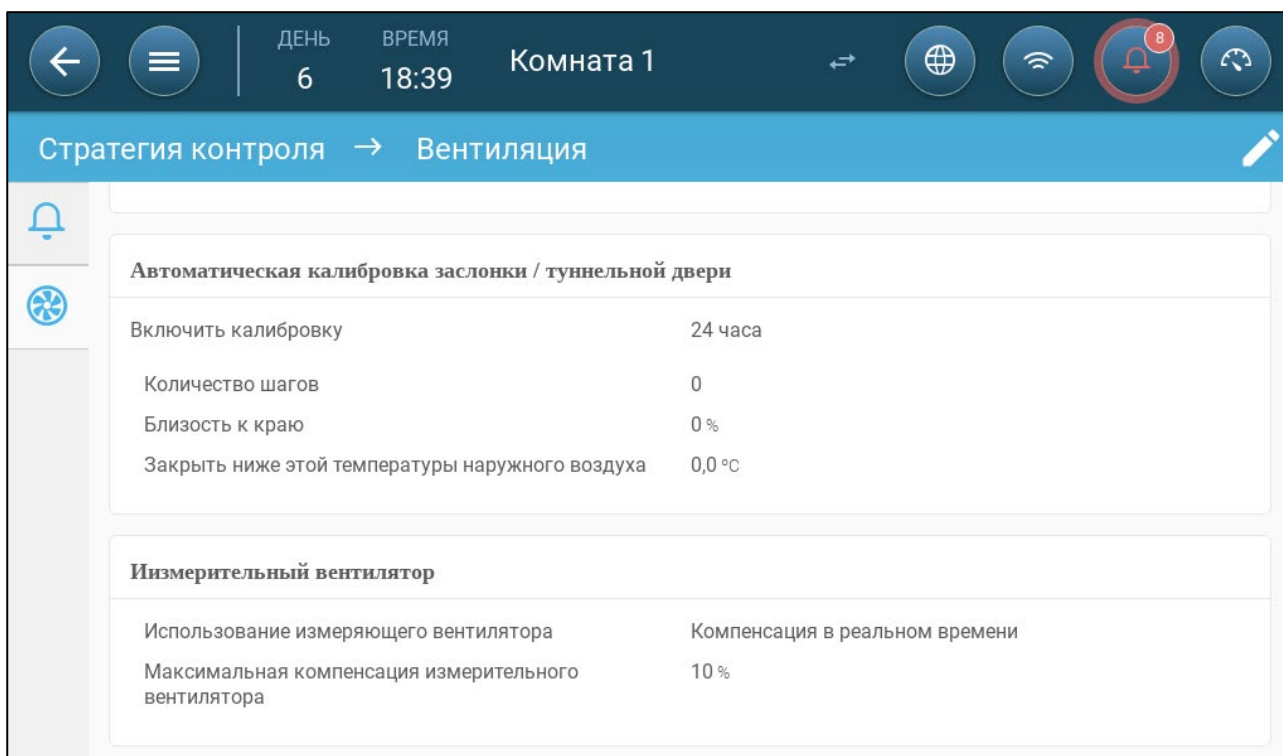 ДЕНЬ
6
ВРЕМЯ
18:39
Комната 1
8
Стратегия контроля → Вентиляция
Автоматическая калибровка заслонки / туннельной двери
Включить калибровку 24 часа
Количество шагов 0
Близость к краю 0 %
Закрыть ниже этой температуры наружного воздуха 0,0 ºC
Иизмерительный вентилятор
Использование измеряющего вентилятора Компенсация в реальном времени
Максимальная компенсация измерительного 10 %
вентилятора